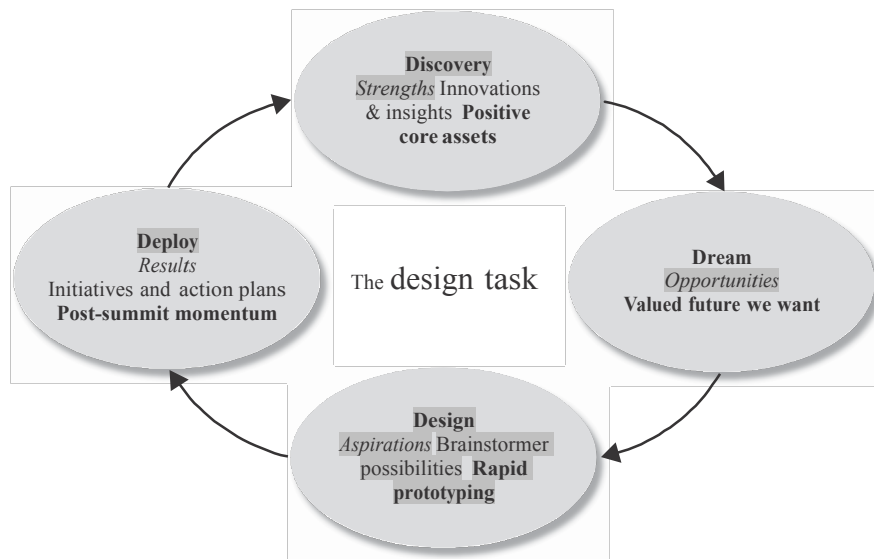 Discovery
Strengths Innovations
& insights Positive
core assets
Deploy
Results
Initiatives and action plans
Post-summit momentum
The design task
Dream
Opportunities
Valued future we want
Design
Aspirations Brainstormer
possibilities Rapid
prototyping